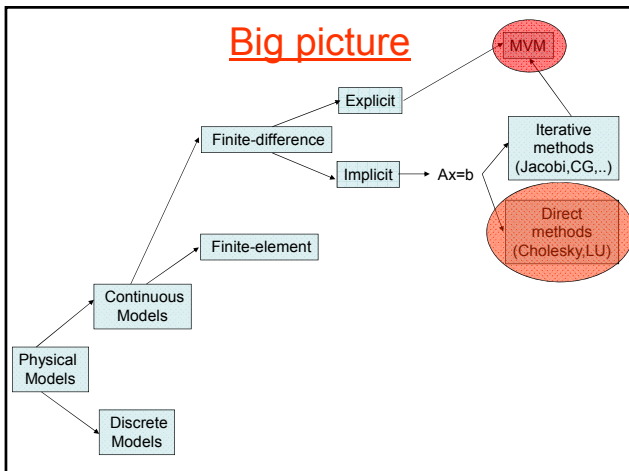 Big picture
MVM
Explicit
Finite-difference
Iterative
methods
(Jacobi,CG,..)
Implicit
Ax=b
Direct
methods
(Cholesky,LU)
Finite-element
Continuous
Models
Physical
Models
Discrete
Models